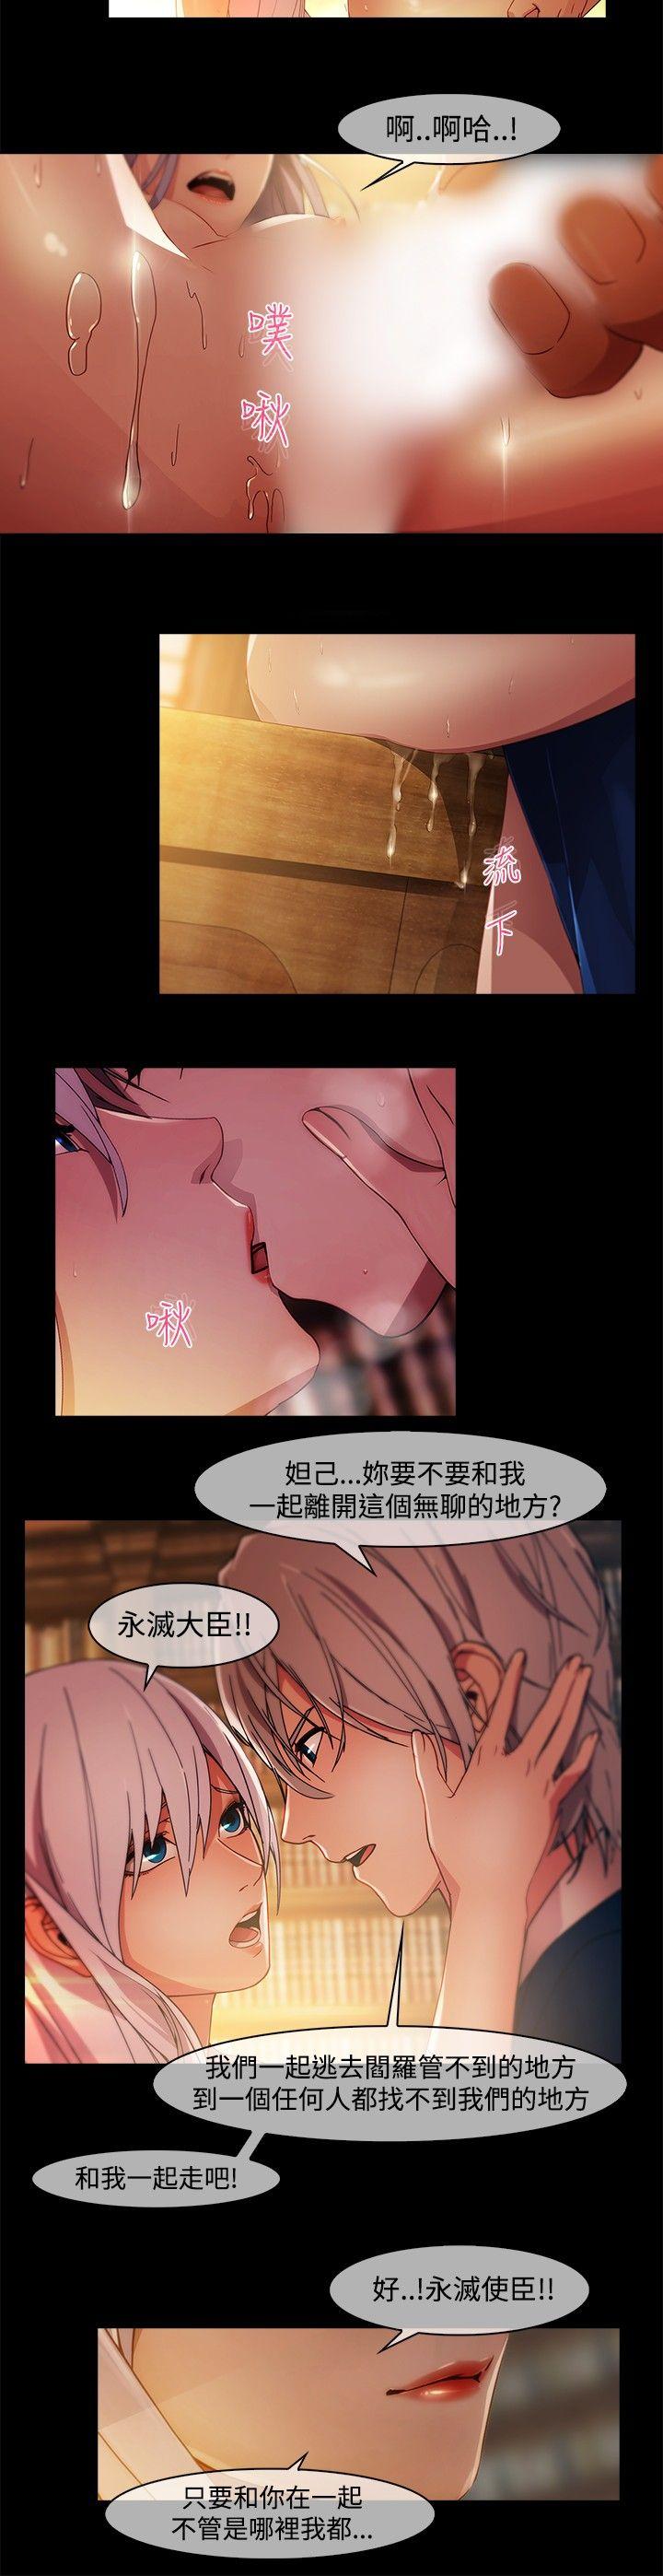 啊..啊哈..!
噗
啾
流
下
啾
妲己...妳要不要和我
一起離開這個無聊的地方?
永滅大臣!!
我們一起逃去閻羅管不到的地方
到一個任何人都找不到我們的地方
和我一起走吧!
好..!永滅使臣!!
只要和你在一起
不管是哪裡我都...